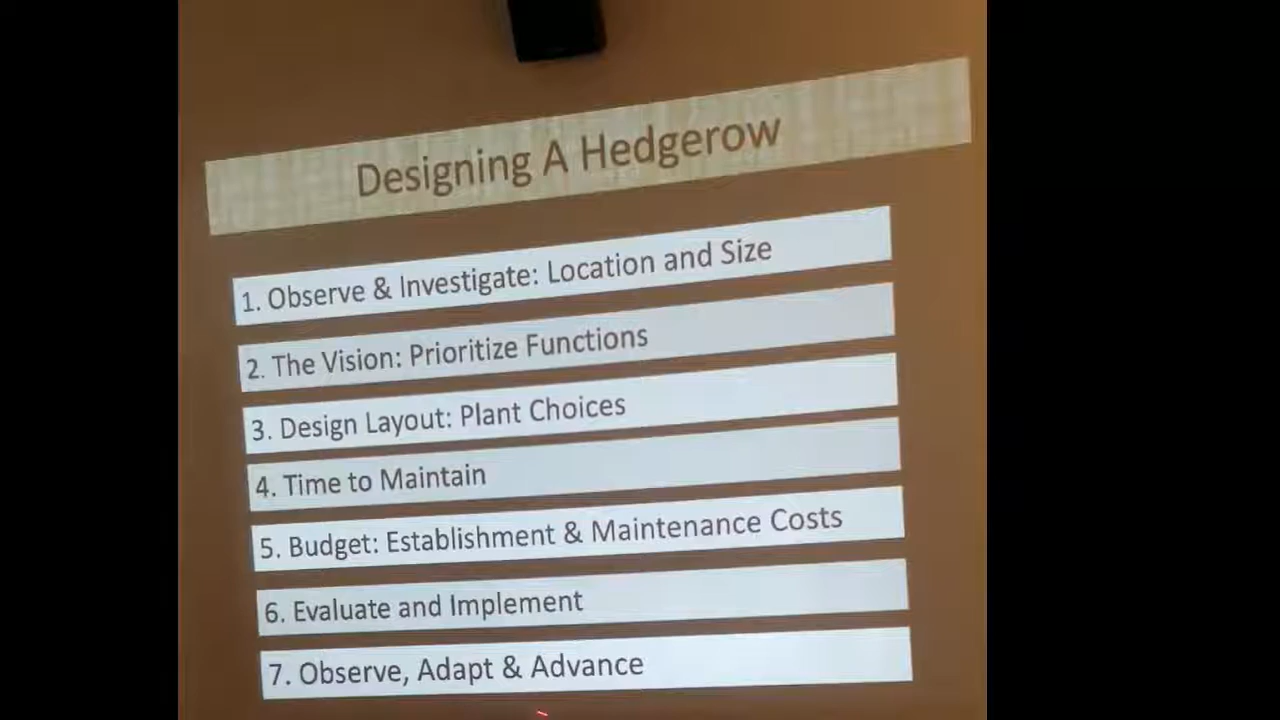 Designing A Hedgerow
1. Observe & Investigate: Location and Size
2. The Vision: Prioritize Functions
3. Design Layout: Plant Choices
4. Time to Maintain
5. Budget: Establishment & Maintenance Costs
6. Evaluate and Implement
7. Observe, Adapt & Advance